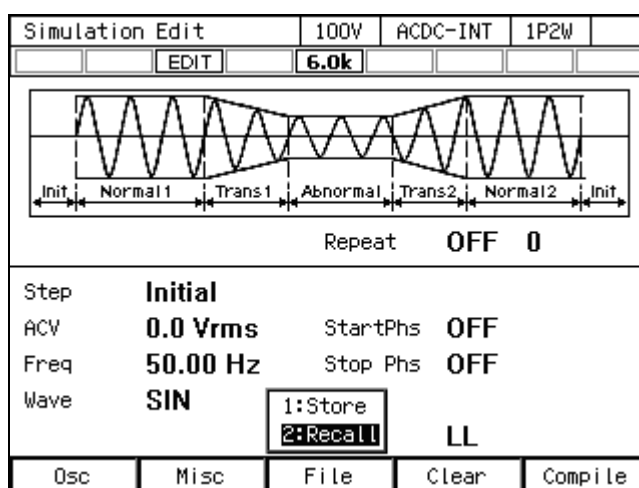 Simulation Edit 100V ACDC-INT 1P2W
EDIT 6.0k
Init Normal1 Trans1 Abnormal Trans2 Normal2 Init
Repeat OFF 0
Step Initial
ACV 0.0 Vrms StartPhs OFF
Freq 50.00 Hz Stop Phs OFF
Wave SIN 1:Store
2:Recall LL
Osc Misc File Clear Compile